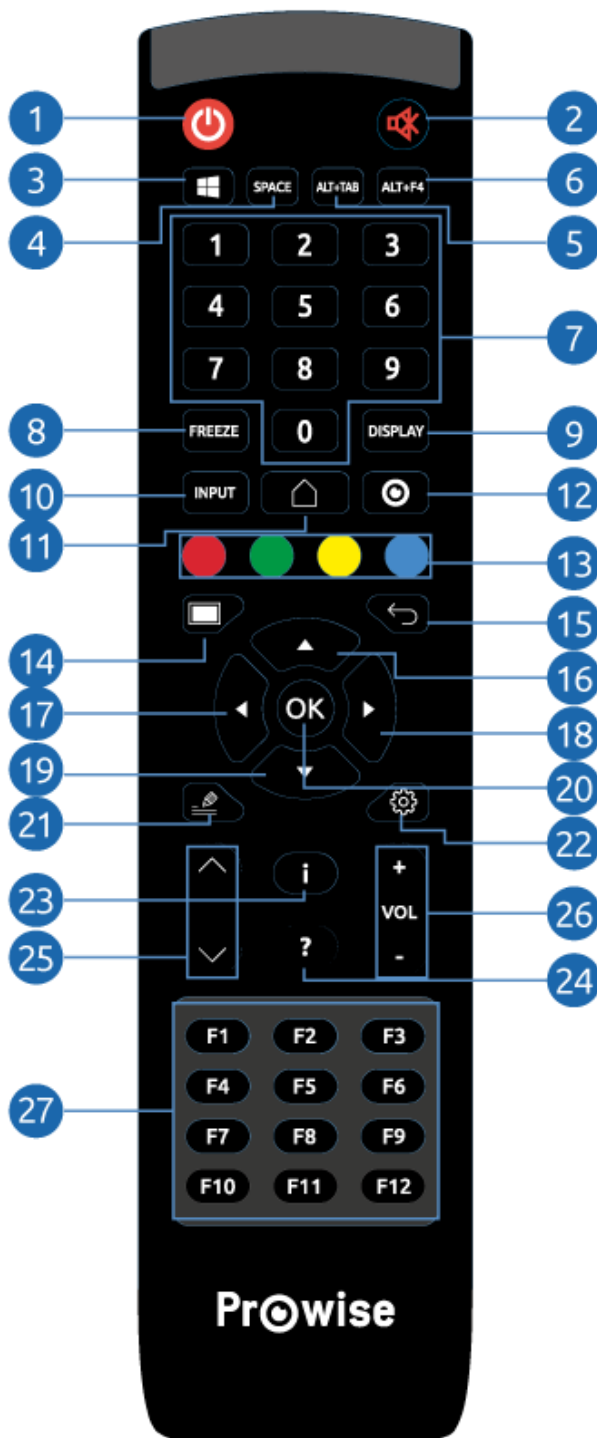 1 2
3 SPACE ALT+TAB ALT+F4 6
4 5
1 2 3
4 5 6
7
7 8 9
8 FREEZE 0 DISPLAY 9
10 INPUT 12
11 13
14 15
16
17 OK 18
19 20
21 22
23 i + 26
25 VOL
? - 24
F1 F2 F3
F4 F5 F6
27
F7 F8 F9
F10 F11 F12
Prowise